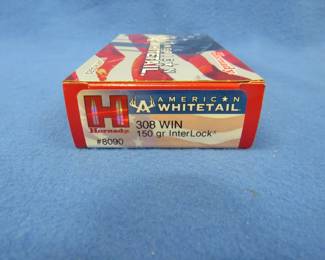 AMERICAN
WHITETAIL
H
Hornady
308 WIN
150 gr InterLock®
#8090